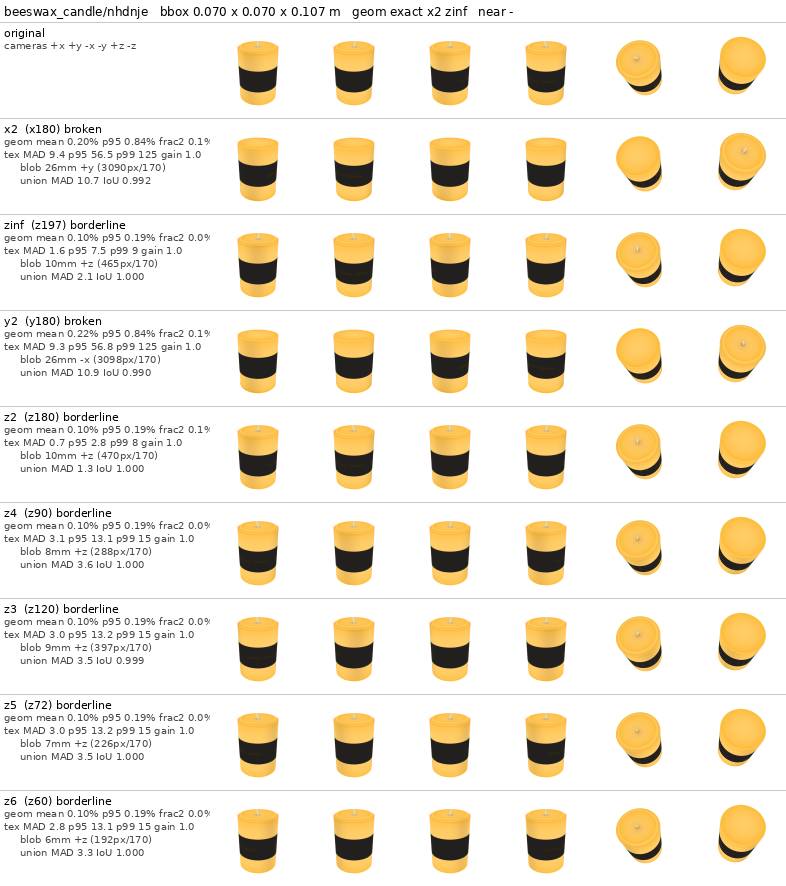 beeswax_candle/nhdnje   bbox 0.070 x 0.070 x 0.107 m   geom exact x2 zinf   near -
original
cameras +x +y -x -y +z -z
x2  (x180) broken
geom mean 0.20% p95 0.84% frac2 0.1%
tex MAD 9.4 p95 56.5 p99 125 gain 1.0
blob 26mm +y (3090px/170)
union MAD 10.7 IoU 0.992
zinf  (z197) borderline
geom mean 0.10% p95 0.19% frac2 0.0%
tex MAD 1.6 p95 7.5 p99 9 gain 1.0
blob 10mm +z (465px/170)
union MAD 2.1 IoU 1.000
y2  (y180) broken
geom mean 0.22% p95 0.84% frac2 0.1%
tex MAD 9.3 p95 56.8 p99 125 gain 1.0
blob 26mm -x (3098px/170)
union MAD 10.9 IoU 0.990
z2  (z180) borderline
geom mean 0.10% p95 0.19% frac2 0.1%
tex MAD 0.7 p95 2.8 p99 8 gain 1.0
blob 10mm +z (470px/170)
union MAD 1.3 IoU 1.000
z4  (z90) borderline
geom mean 0.10% p95 0.19% frac2 0.0%
tex MAD 3.1 p95 13.1 p99 15 gain 1.0
blob 8mm +z (288px/170)
union MAD 3.6 IoU 1.000
z3  (z120) borderline
geom mean 0.10% p95 0.19% frac2 0.0%
tex MAD 3.0 p95 13.2 p99 15 gain 1.0
blob 9mm +z (397px/170)
union MAD 3.5 IoU 0.999
z5  (z72) borderline
geom mean 0.10% p95 0.19% frac2 0.0%
tex MAD 3.0 p95 13.2 p99 15 gain 1.0
blob 7mm +z (226px/170)
union MAD 3.5 IoU 1.000
z6  (z60) borderline
geom mean 0.10% p95 0.19% frac2 0.0%
tex MAD 2.8 p95 13.1 p99 15 gain 1.0
blob 6mm +z (192px/170)
union MAD 3.3 IoU 1.000